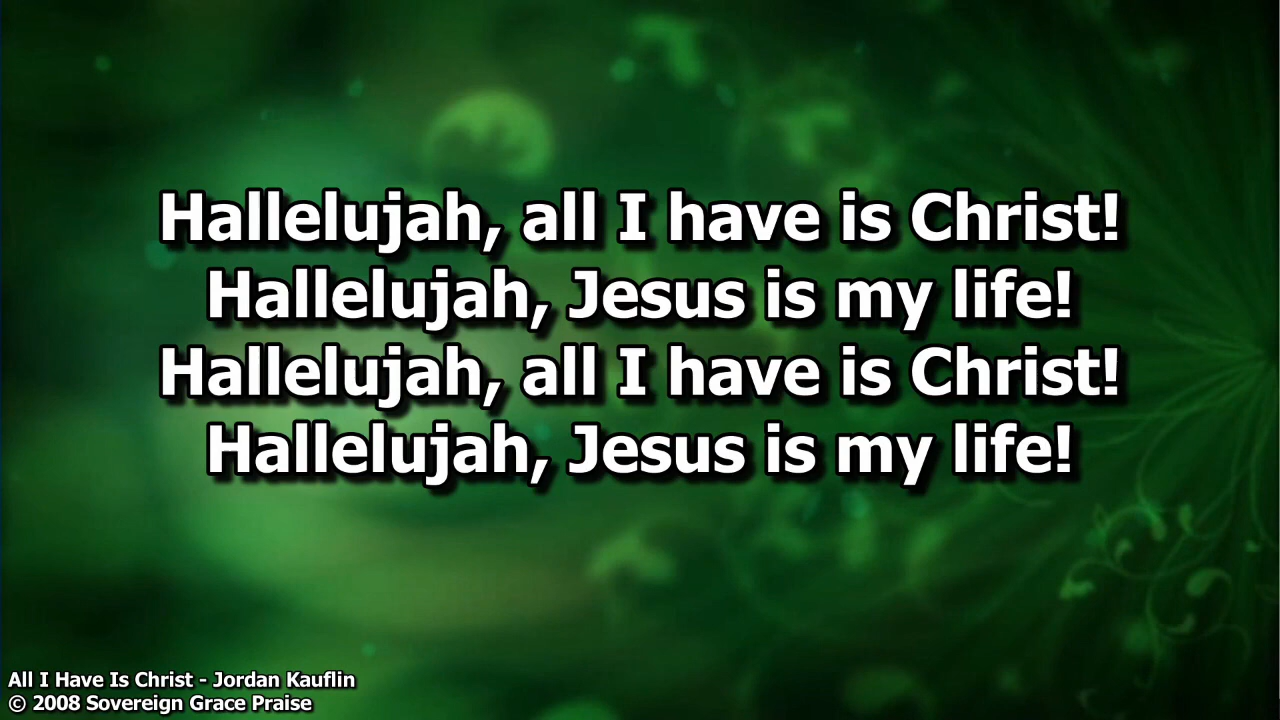 Hallelujah, all I have is Christ!
Hallelujah, Jesus is my life!
Hallelujah, all I have is Christ!
Hallelujah, Jesus is my life!
All I Have Is Christ - Jordan Kauflin
© 2008 Sovereign Grace Praise